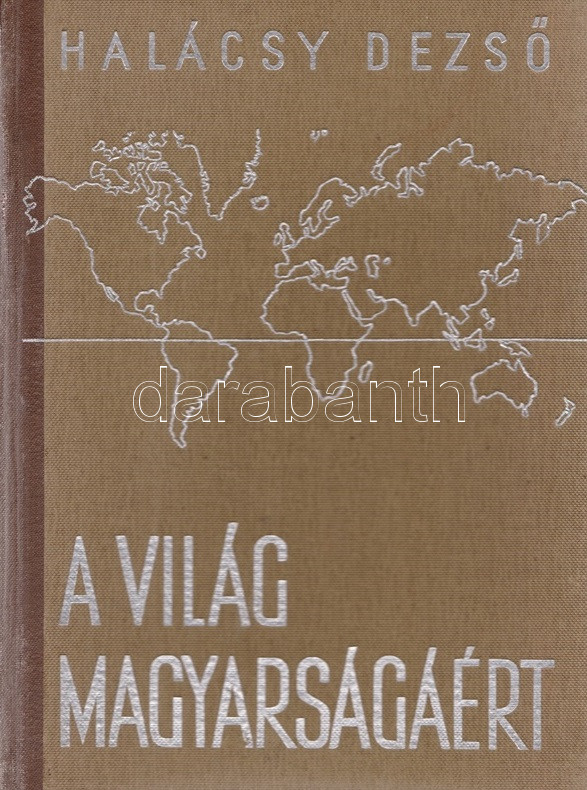 HALÁCSY DEZSŐ
darabanth
A VILÁG
MAGYARSÁGÁÉRT